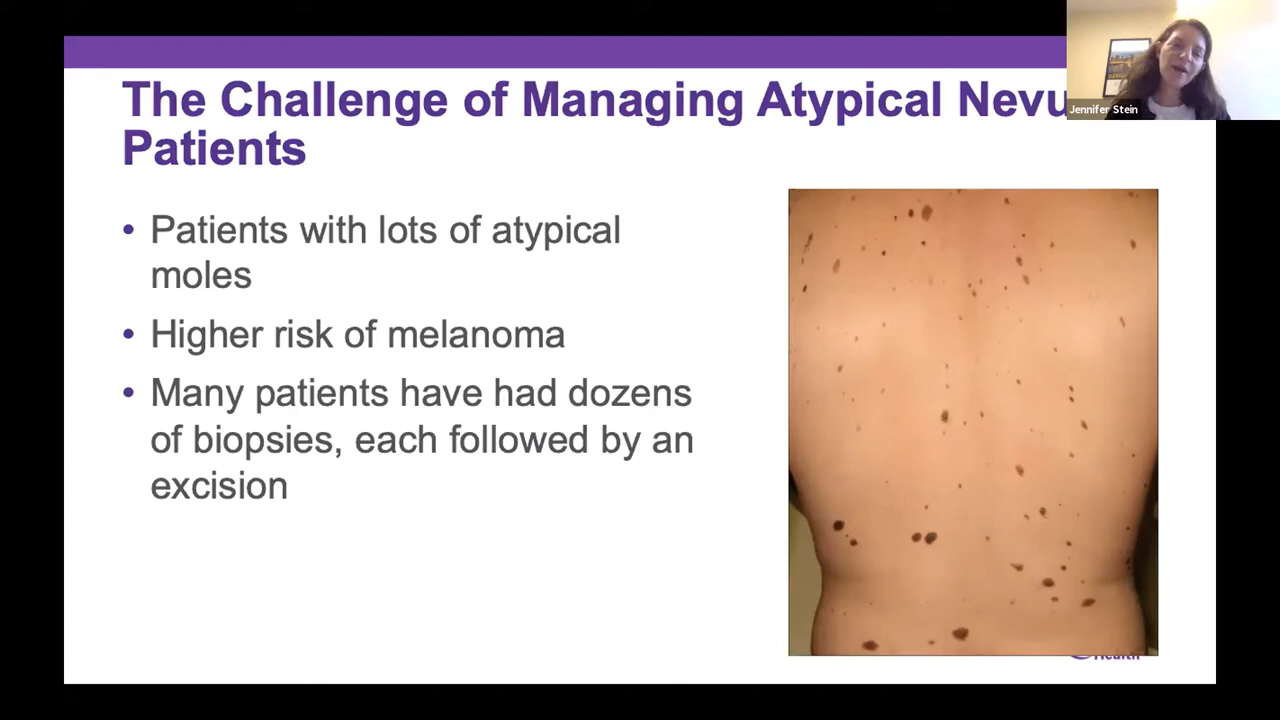 The Challenge of Managing Atypical Nevu
Patients
Jennifer Stein
• Patients with lots of atypical
moles
• Higher risk of melanoma
• Many patients have had dozens
of biopsies, each followed by an
excision
Health